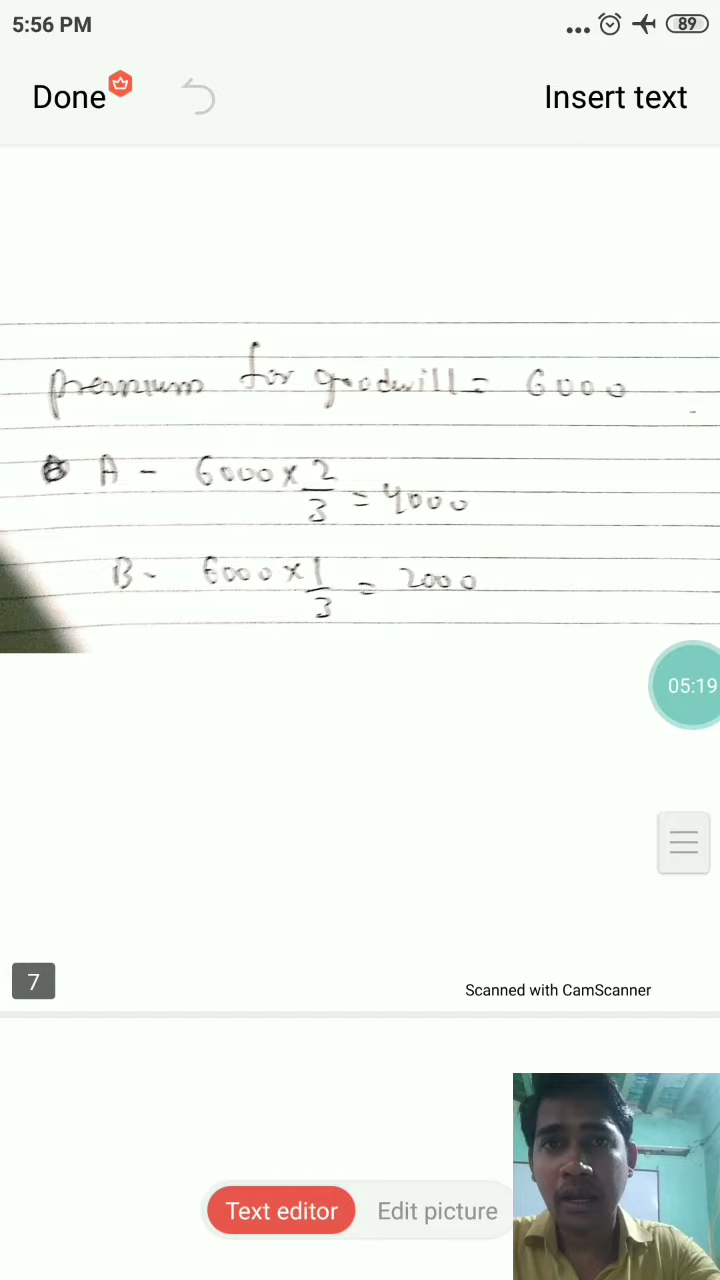 5:56 PM
89
Done
Insert text
premium for goodwill = 6000
A - 6000 × 2/3 = 4000
B - 6000 × 1/3 = 2000
05:19
7
Scanned with CamScanner
Text editor
Edit picture